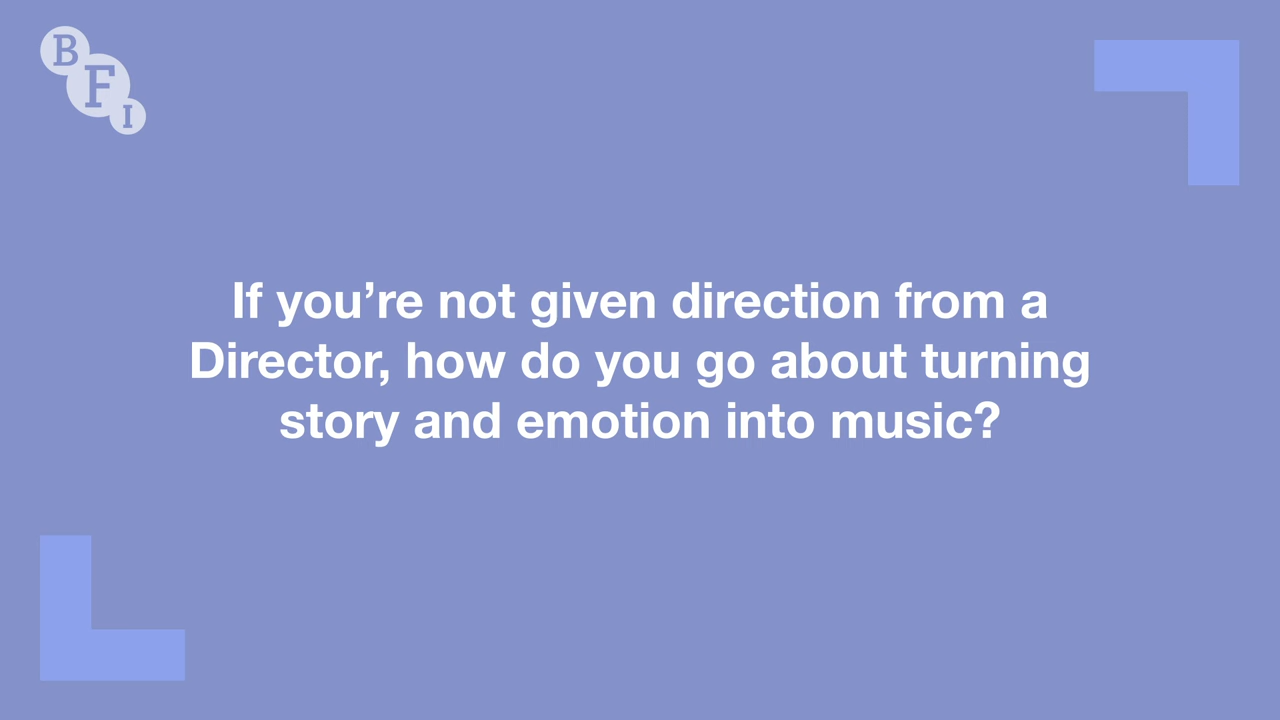 BFI
If you’re not given direction from a
Director, how do you go about turning
story and emotion into music?